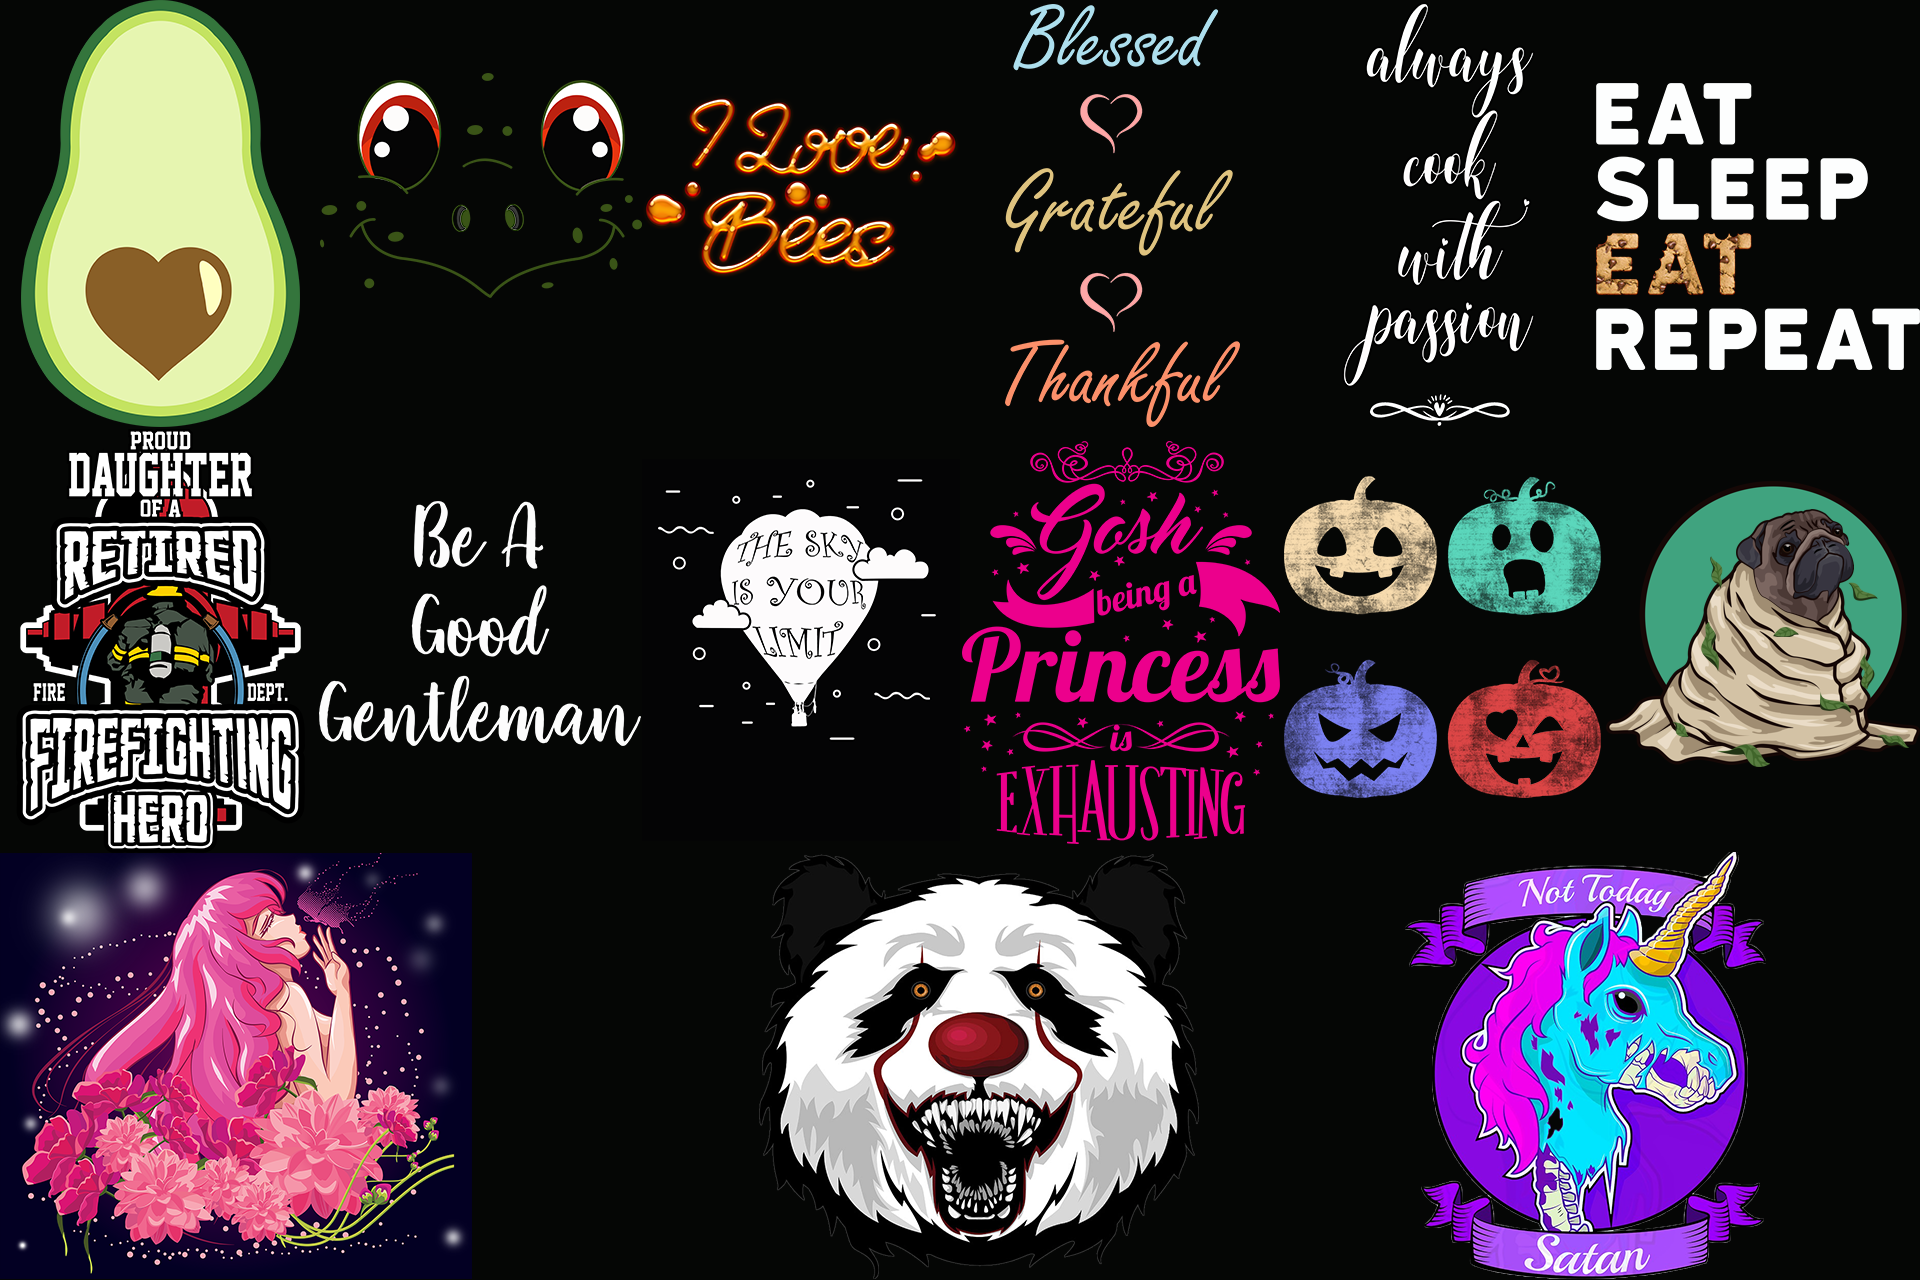 I Love
Bees
Blessed
Grateful
Thankful
always
cook
with
passion
EAT
SLEEP
EAT
REPEAT
PROUD
DAUGHTER
OF A
RETIRED
FIRE DEPT.
FIREFIGHTING
HERO
Be A
Good
Gentleman
THE SKY
IS YOUR
LIMIT
Gosh
being a
Princess
is
EXHAUSTING
Not Today
Satan